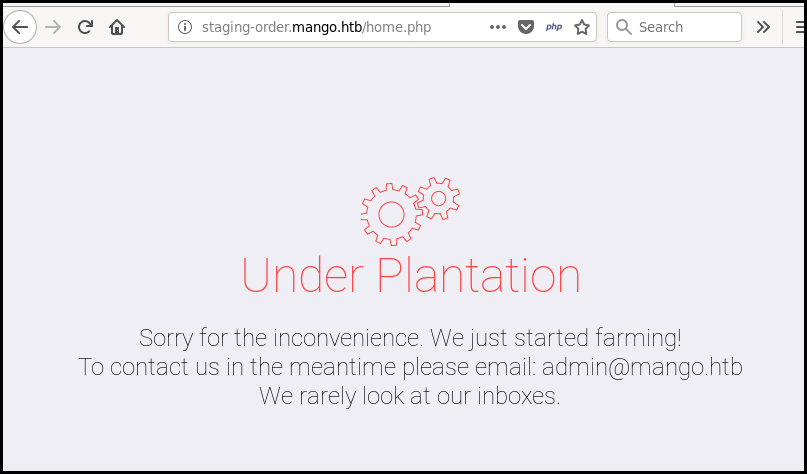 staging-order.mango.htb/home.php ••• php Search
Under Plantation
Sorry for the inconvenience. We just started farming!
To contact us in the meantime please email: admin@mango.htb
We rarely look at our inboxes.